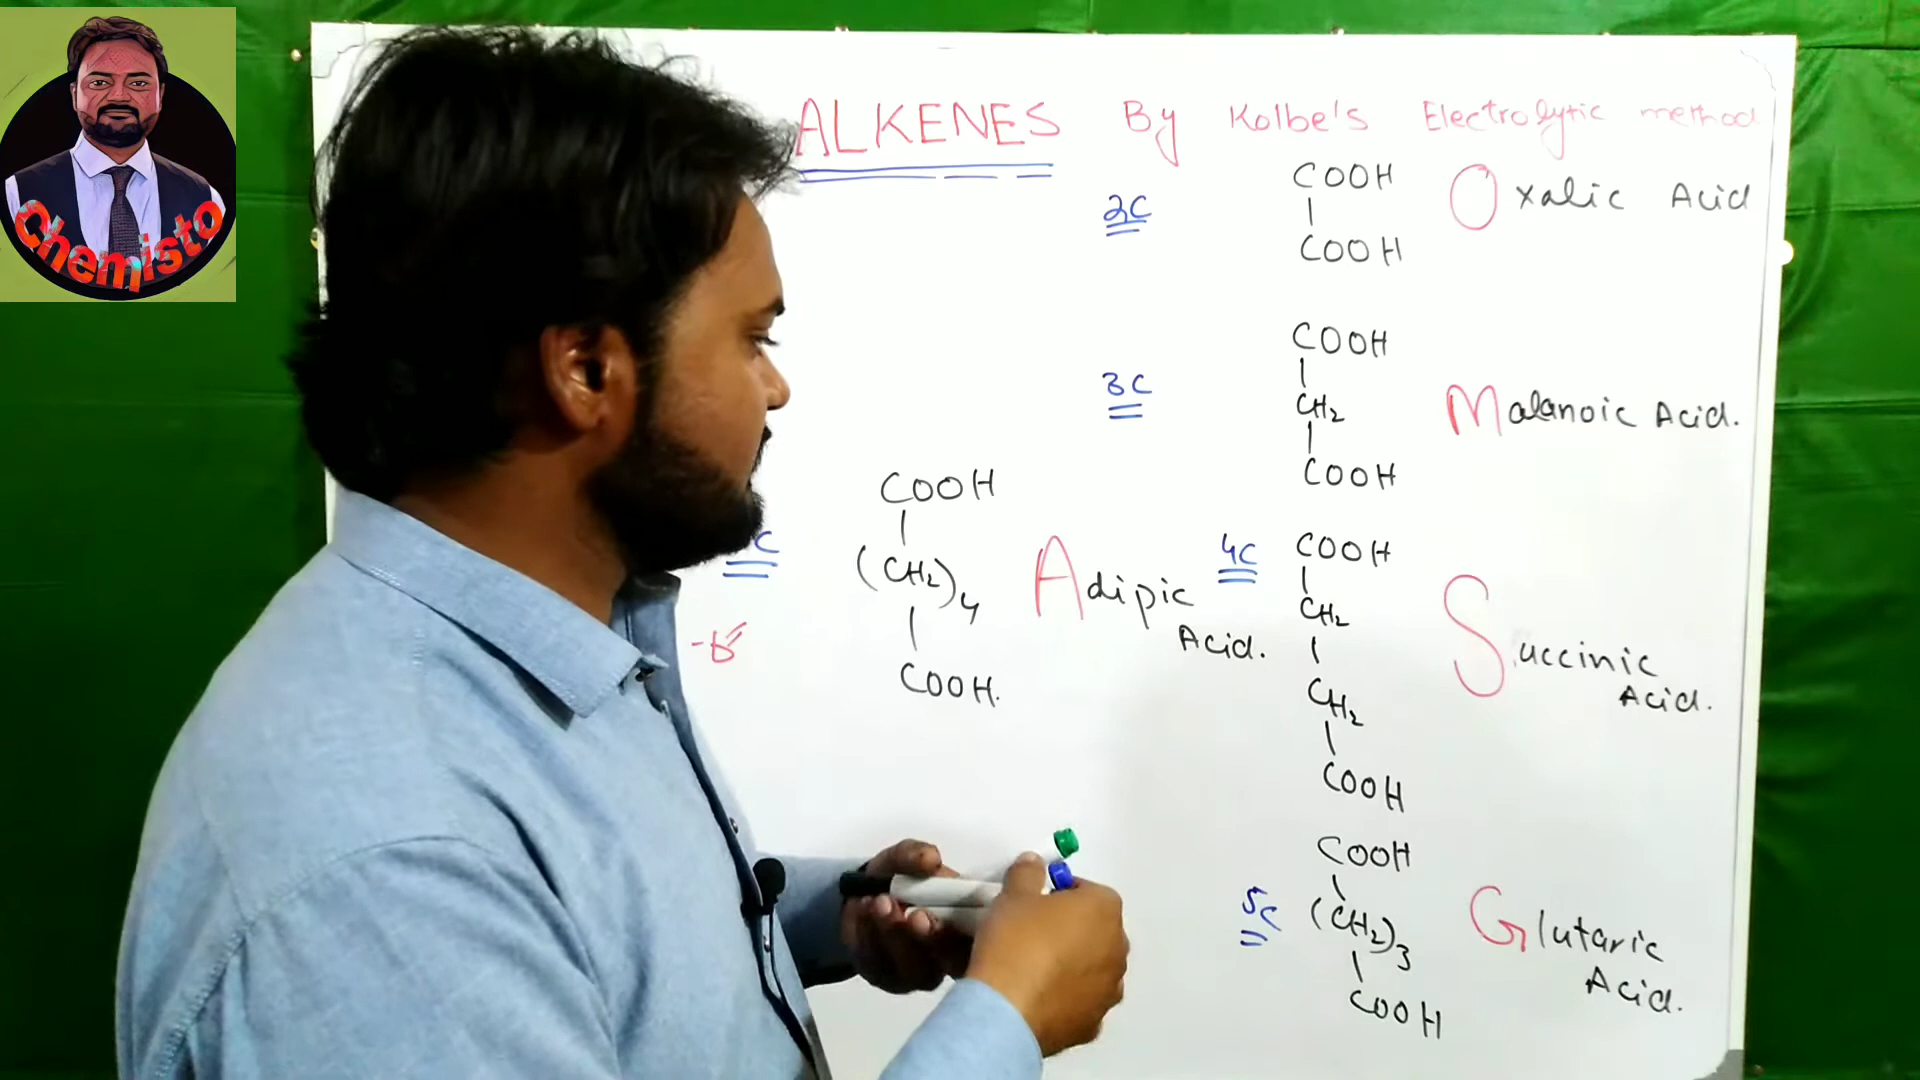 Chemisto
ALKENES By Kolbe's Electrolytic method
2C
COOH
|
COOH
Oxalic Acid
3C
COOH
|
CH₂
|
COOH
Malanoic Acid.
C
COOH
|
(CH₂)₄
|
COOH.
Adipic
Acid.
4C
COOH
|
CH₂
|
CH₂
|
COOH
Succinic
Acid.
5C
COOH
|
(CH₂)₃
|
COOH
Glutaric
Acid.